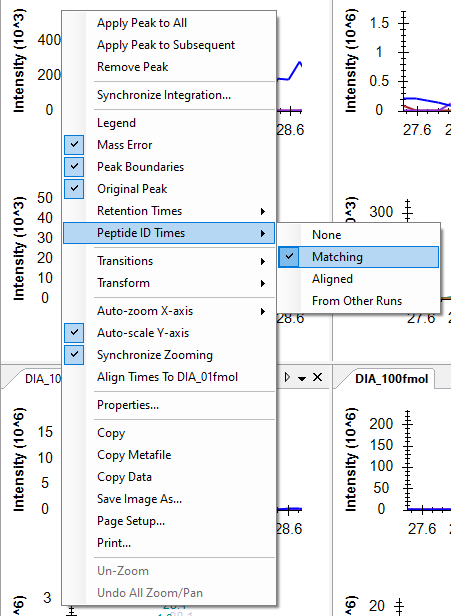 Intensity (10^3)
600
400
200
0
28.6
Intensity (10^6)
1.5
1
0.5
0
27.6
2
Apply Peak to All
Apply Peak to Subsequent
Remove Peak
Synchronize Integration...
Legend
Mass Error
Peak Boundaries
Original Peak
Retention Times
Peptide ID Times
Transitions
Transform
Auto-zoom X-axis
Auto-scale Y-axis
Synchronize Zooming
Align Times To DIA_01fmol
Properties...
Copy
Copy Metafile
Copy Data
Save Image As...
Page Setup...
Print...
Un-Zoom
Undo All Zoom/Pan
None
Matching
Aligned
From Other Runs
Intensity (10^3)
50
40
30
20
10
0
^3)
300
DIA_10
DIA_100fmol
Intensity (10^6)
15
10
5
0
28.6
Intensity (10^6)
200
150
100
50
0
27.6
2
^6)
3
28.1
^6)
20